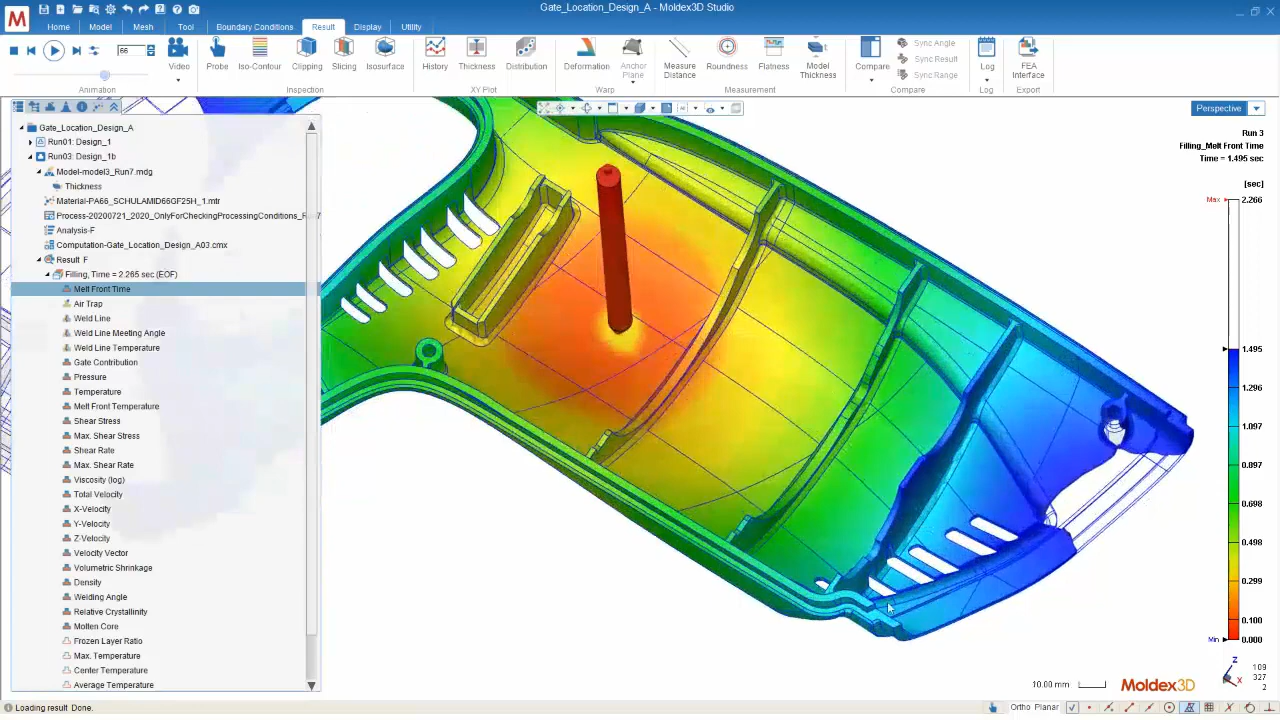 Gate_Location_Design_A - Moldex3D Studio
Home Model Mesh Tool Boundary Conditions Result Display Utility
66
Video Probe Iso-Contour Clipping Slicing Isosurface History Thickness Distribution Deformation Anchor Plane Measure Distance Roundness Flatness Model Thickness Compare Sync Angle Sync Result Sync Range Log FEA Interface
Animation Inspection XY Plot Warp Measurement Compare Log Export
Perspective
Gate_Location_Design_A
Run01: Design_1
Run03: Design_1b
Model-model3_Run7.mdg
Thickness
Material-PA66_SCHULAMID66GF25H_1.mtr
Process-20200721_2020_OnlyForCheckingProcessingConditions_Run7
Analysis-F
Computation-Gate_Location_Design_A03.cmx
Result F
Filling, Time = 2.265 sec (EOF)
Melt Front Time
Air Trap
Weld Line
Weld Line Meeting Angle
Weld Line Temperature
Gate Contribution
Pressure
Temperature
Melt Front Temperature
Shear Stress
Max. Shear Stress
Shear Rate
Max. Shear Rate
Viscosity (log)
Total Velocity
X-Velocity
Y-Velocity
Z-Velocity
Velocity Vector
Volumetric Shrinkage
Density
Welding Angle
Relative Crystallinity
Molten Core
Frozen Layer Ratio
Max. Temperature
Center Temperature
Average Temperature
Run 3
Filling_Melt Front Time
Time = 1.495 sec
[sec]
Max 2.266
1.495
1.296
1.097
0.897
0.698
0.498
0.299
0.100
Min 0.000
Z
X
109
327
2
10.00 mm
Moldex3D
Loading result Done.
Ortho Planar